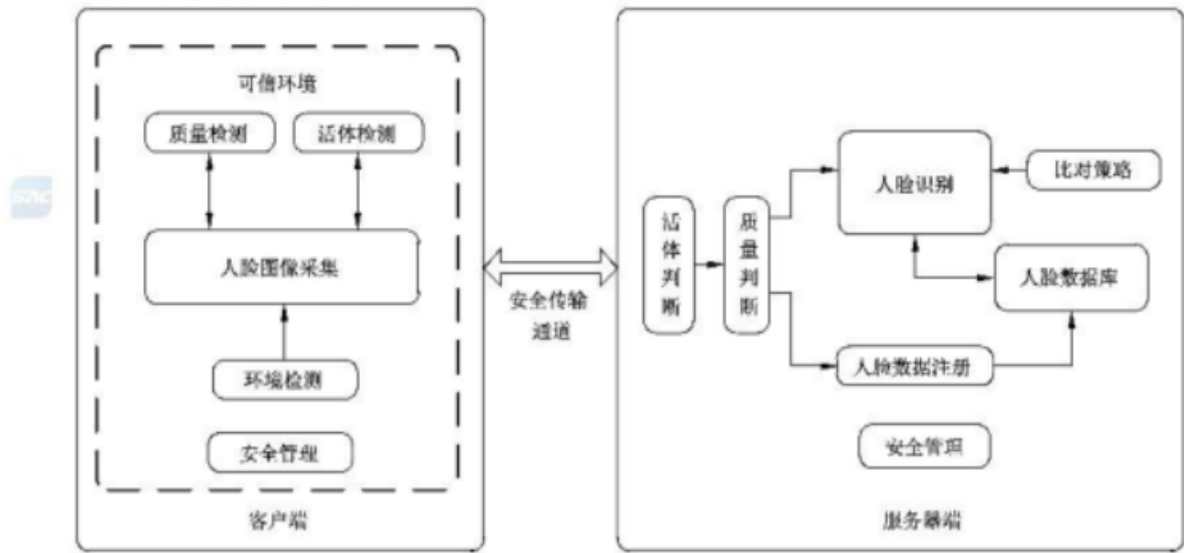 可信环境
质量检测
活体检测
人脸图像采集
环境检测
安全管理
客户端
安全传输
通道
活体判断
质量判断
人脸识别
比对策略
人脸数据库
人脸数据注册
安全管理
服务器端
SAC